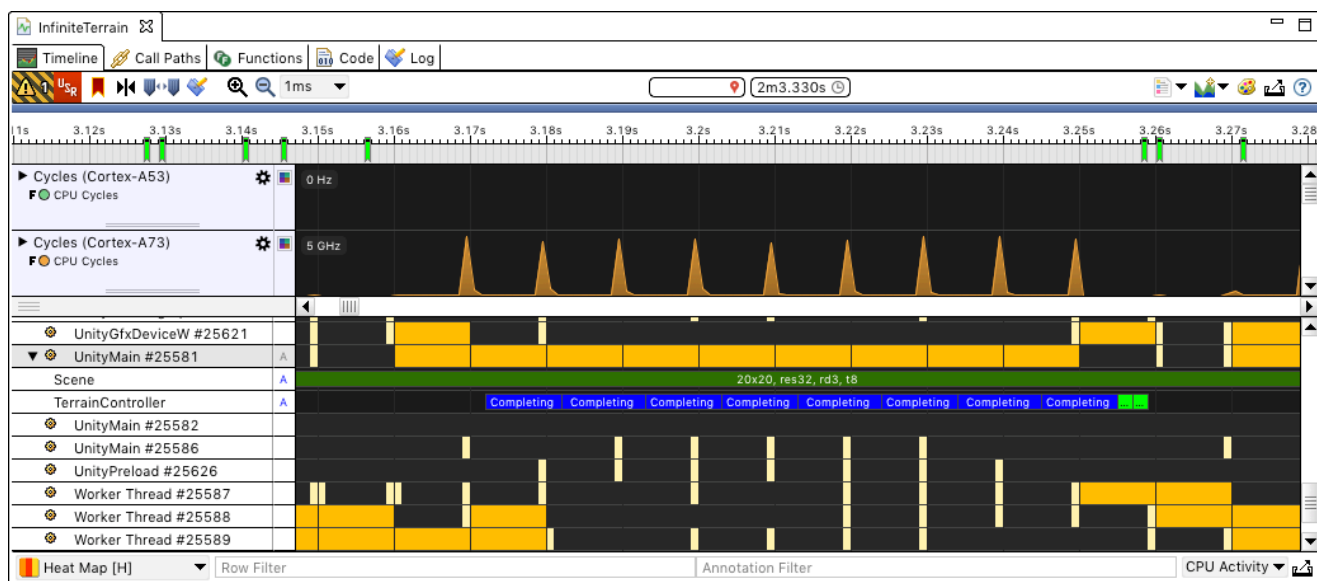 InfiniteTerrain
Timeline Call Paths Functions Code Log
1 USR 1ms 2m3.330s
11s 3.12s 3.13s 3.14s 3.15s 3.16s 3.17s 3.18s 3.19s 3.2s 3.21s 3.22s 3.23s 3.24s 3.25s 3.26s 3.27s 3.28
Cycles (Cortex-A53) 0 Hz
F CPU Cycles
Cycles (Cortex-A73) 5 GHz
F CPU Cycles
UnityGfxDeviceW #25621
UnityMain #25581 A
Scene A 20x20, res32, rd3, t8
TerrainController A Completing Completing Completing Completing Completing Completing Completing Completing ... ...
UnityMain #25582
UnityMain #25586
UnityPreload #25626
Worker Thread #25587
Worker Thread #25588
Worker Thread #25589
Heat Map [H] Row Filter Annotation Filter CPU Activity